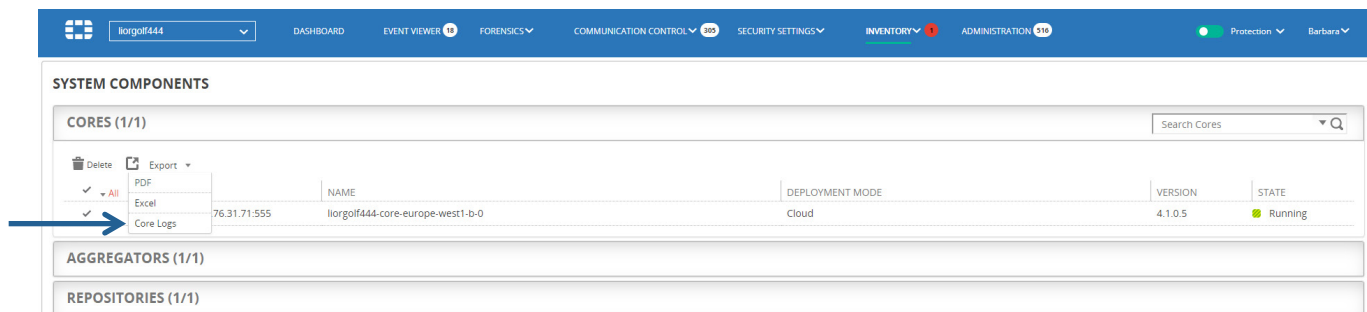 liorgolf444 DASHBOARD EVENT VIEWER 18 FORENSICS COMMUNICATION CONTROL 305 SECURITY SETTINGS INVENTORY 1 ADMINISTRATION 516 Protection Barbara
SYSTEM COMPONENTS
CORES (1/1) Search Cores
Delete Export
PDF
All NAME DEPLOYMENT MODE VERSION STATE
Excel
76.31.71:555 liorgolf444-core-europe-west1-b-0 Cloud 4.1.0.5 Running
Core Logs
AGGREGATORS (1/1)
REPOSITORIES (1/1)